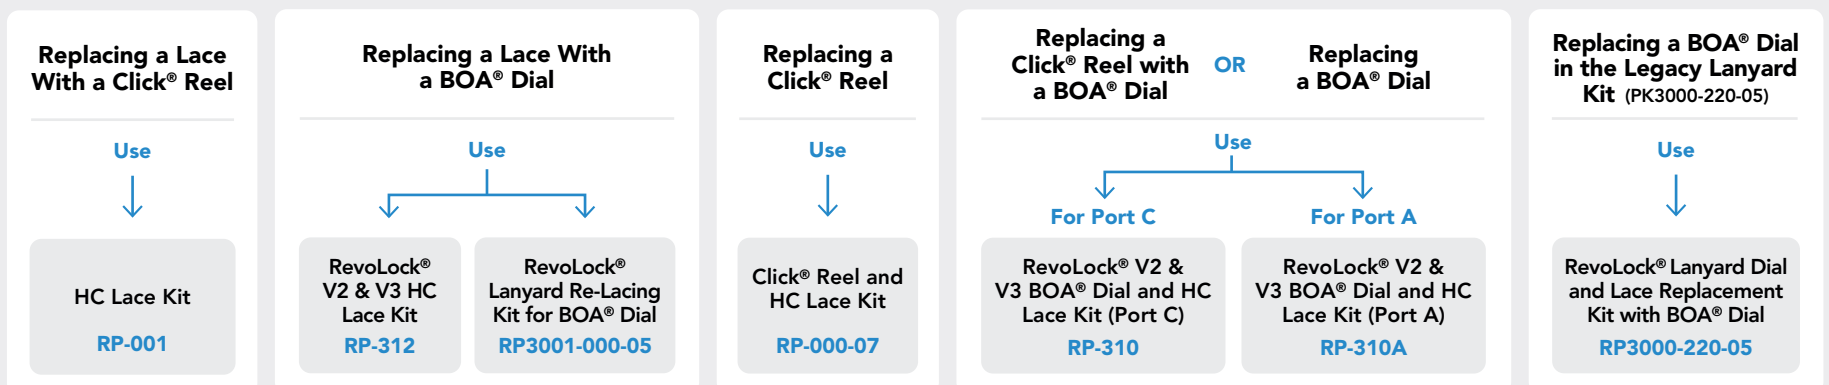 Replacing a Lace
With a Click® Reel
Use
HC Lace Kit
RP-001
Replacing a Lace With
a BOA® Dial
Use
RevoLock®
V2 & V3 HC
Lace Kit
RP-312
RevoLock®
Lanyard Re-Lacing
Kit for BOA® Dial
RP3001-000-05
Replacing a
Click® Reel
Use
Click® Reel and
HC Lace Kit
RP-000-07
Replacing a
Click® Reel with
a BOA® Dial
OR
Replacing
a BOA® Dial
Use
For Port C
RevoLock® V2 &
V3 BOA® Dial and HC
Lace Kit (Port C)
RP-310
For Port A
RevoLock® V2 &
V3 BOA® Dial and HC
Lace Kit (Port A)
RP-310A
Replacing a BOA® Dial
in the Legacy Lanyard
Kit (PK3000-220-05)
Use
RevoLock® Lanyard Dial
and Lace Replacement
Kit with BOA® Dial
RP3000-220-05